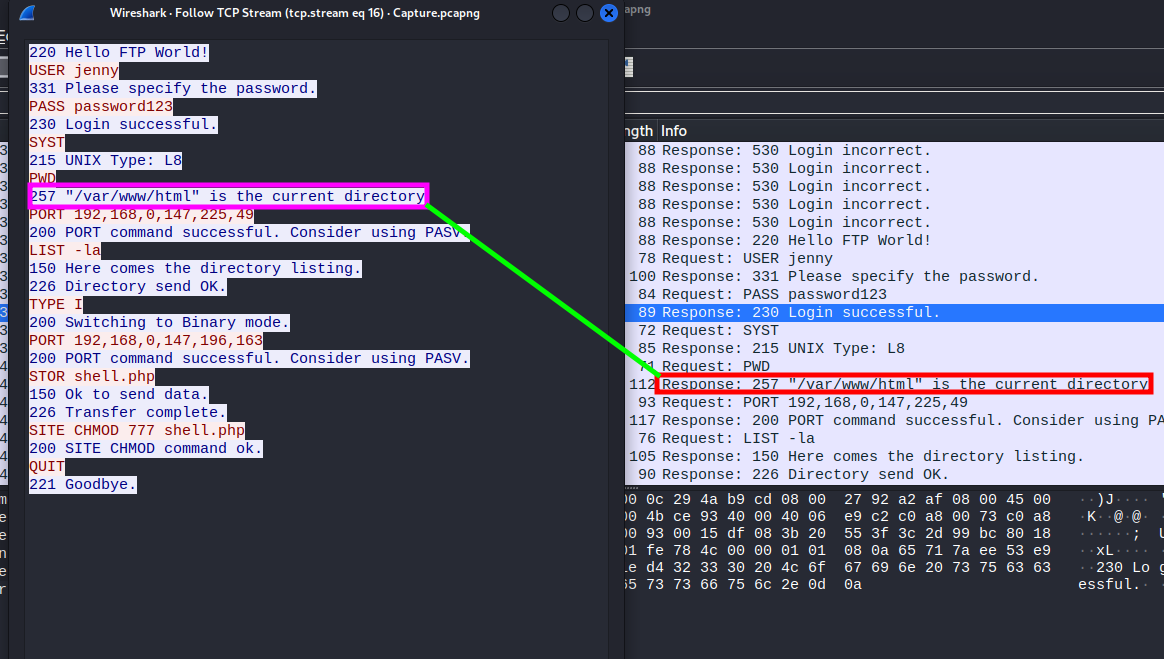 Wireshark · Follow TCP Stream (tcp.stream eq 16) · Capture.pcapng
apng
220 Hello FTP World!
USER jenny
331 Please specify the password.
PASS password123
230 Login successful.
SYST
215 UNIX Type: L8
PWD
257 "/var/www/html" is the current directory
PORT 192,168,0,147,225,49
200 PORT command successful. Consider using PASV.
LIST -la
150 Here comes the directory listing.
226 Directory send OK.
TYPE I
200 Switching to Binary mode.
PORT 192,168,0,147,196,163
200 PORT command successful. Consider using PASV.
STOR shell.php
150 Ok to send data.
226 Transfer complete.
SITE CHMOD 777 shell.php
200 SITE CHMOD command ok.
QUIT
221 Goodbye.
ngth Info
88 Response: 530 Login incorrect.
88 Response: 530 Login incorrect.
88 Response: 530 Login incorrect.
88 Response: 530 Login incorrect.
88 Response: 530 Login incorrect.
88 Response: 220 Hello FTP World!
78 Request: USER jenny
100 Response: 331 Please specify the password.
84 Request: PASS password123
89 Response: 230 Login successful.
72 Request: SYST
85 Response: 215 UNIX Type: L8
71 Request: PWD
112 Response: 257 "/var/www/html" is the current directory
93 Request: PORT 192,168,0,147,225,49
117 Response: 200 PORT command successful. Consider using PA
76 Request: LIST -la
105 Response: 150 Here comes the directory listing.
90 Response: 226 Directory send OK.
00 0c 29 4a b9 cd 08 00 27 92 a2 af 08 00 45 00 ··)J····
00 4b ce 93 40 00 40 06 e9 c2 c0 a8 00 73 c0 a8 ·K··@·@·
00 93 00 15 df 08 3b 20 55 3f 3c 2d 99 bc 80 18 ······; U
01 fe 78 4c 00 00 01 01 08 0a 65 71 7a ee 53 e9 ··xL····
1e d4 32 33 30 20 4c 6f 67 69 6e 20 73 75 63 63 ··230 Lo g
65 73 73 66 75 6c 2e 0d 0a essful.·